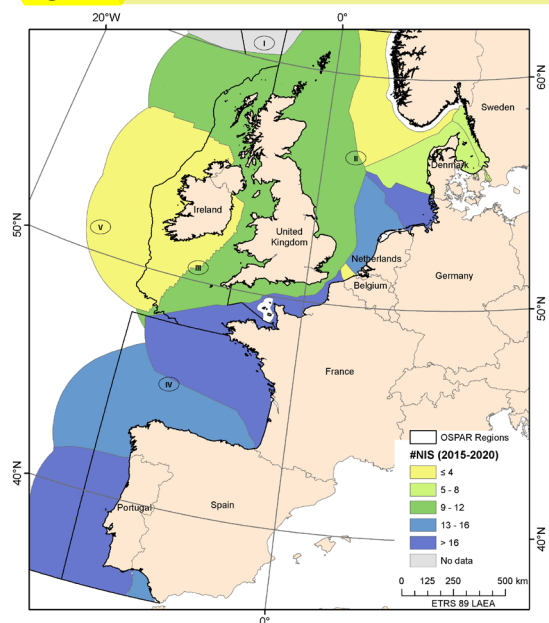 20°W
0°
I
60°N
Sweden
II
Denmark
Ireland
V
50°N
United
Kingdom
III
Netherlands
Belgium
Germany
50°N
France
IV
OSPAR Regions
#NIS (2015-2020)
≤ 4
5 - 8
9 - 12
13 - 16
> 16
No data
40°N
Portugal
Spain
40°N
0 125 250 500 km
ETRS 89 LAEA
0°